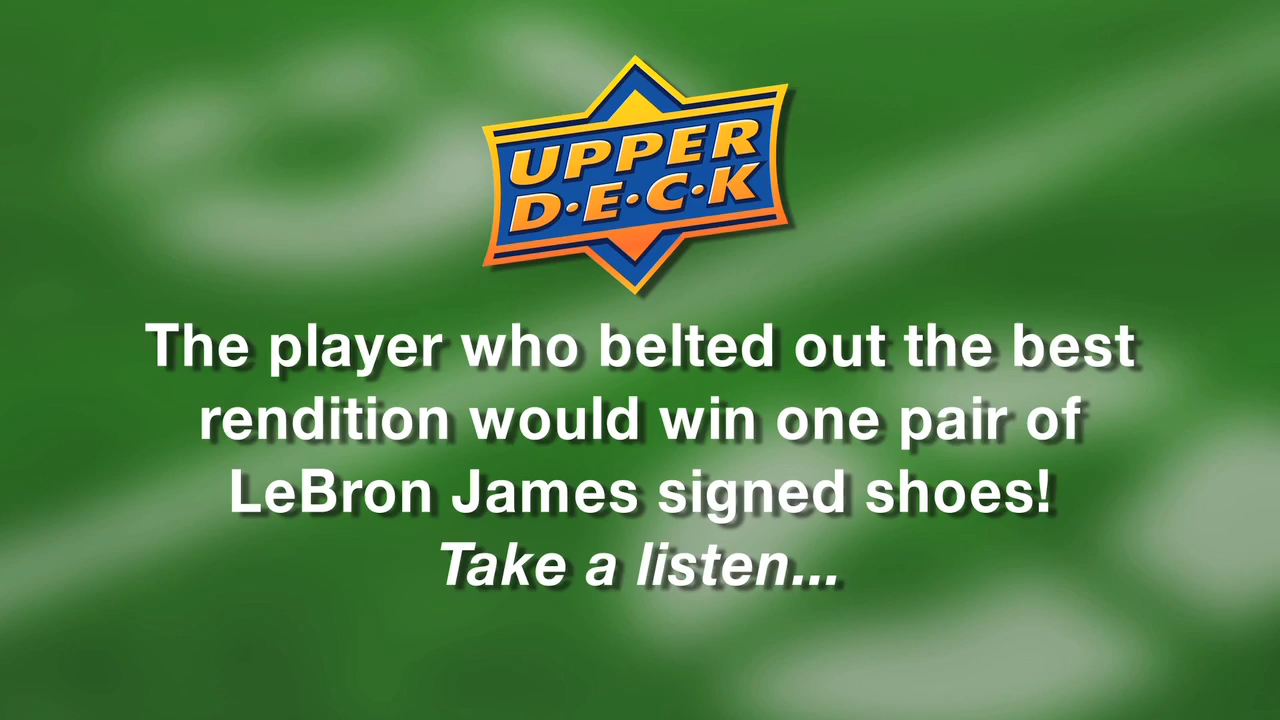 UPPER
D·E·C·K
The player who belted out the best
rendition would win one pair of
LeBron James signed shoes!
Take a listen...